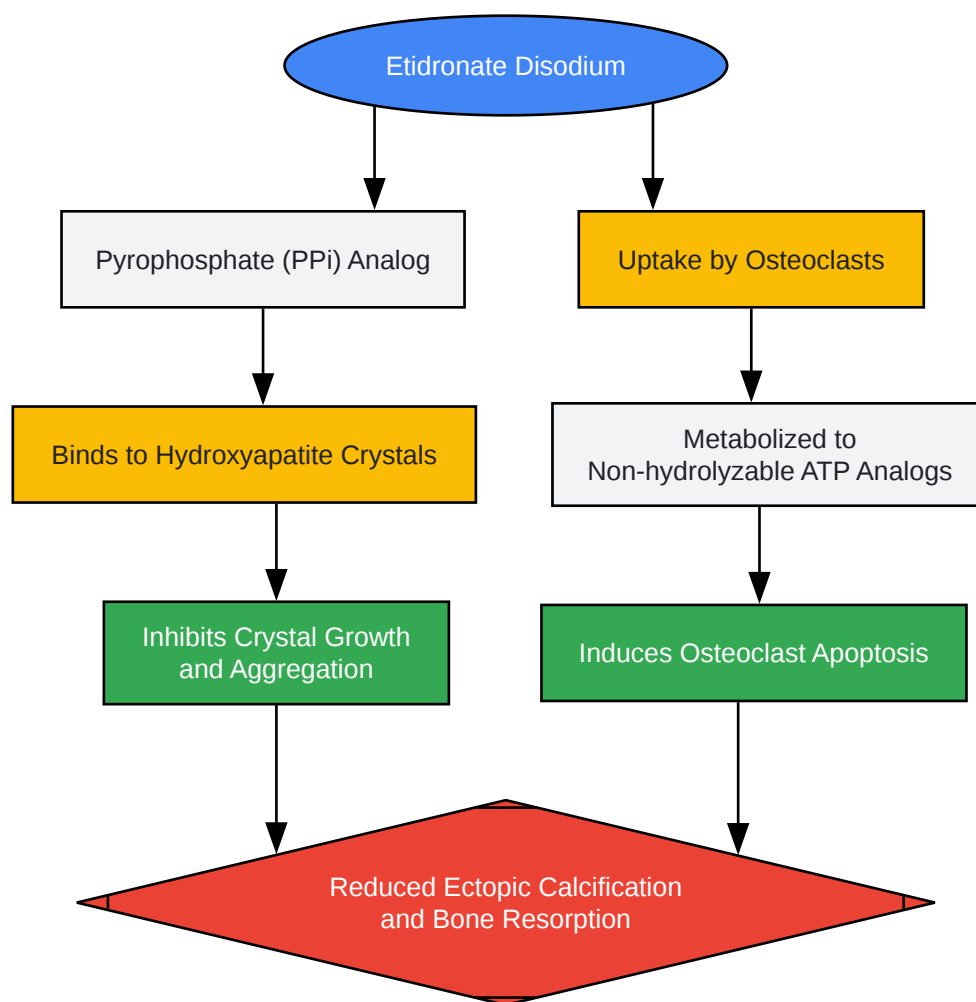 Etidronate Disodium
Pyrophosphate (PPi) Analog
Uptake by Osteoclasts
Binds to Hydroxyapatite Crystals
Metabolized to
Non-hydrolyzable ATP Analogs
Inhibits Crystal Growth
and Aggregation
Induces Osteoclast Apoptosis
Reduced Ectopic Calcification
and Bone Resorption